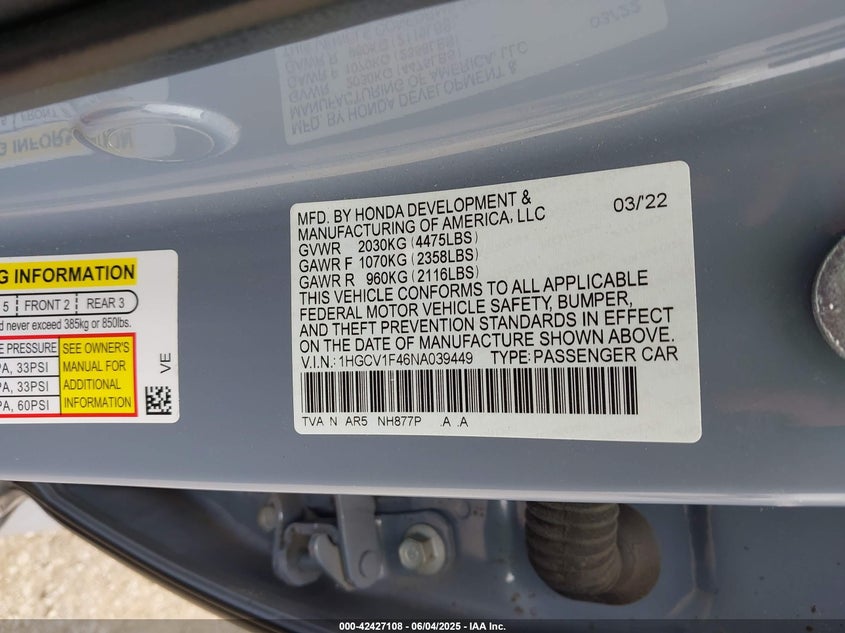 MFD. BY HONDA DEVELOPMENT &
MANUFACTURING OF AMERICA, LLC 03/'22
GVWR 2030KG (4475LBS)
GAWR F 1070KG (2358LBS)
GAWR R 960KG (2116LBS)
THIS VEHICLE CONFORMS TO ALL APPLICABLE
FEDERAL MOTOR VEHICLE SAFETY, BUMPER,
AND THEFT PREVENTION STANDARDS IN EFFECT
ON THE DATE OF MANUFACTURE SHOWN ABOVE.
V.I.N.: 1HGCV1F46NA039449 TYPE: PASSENGER CAR
TVA N AR5 NH877P .A .A
INFORMATION
5 FRONT 2 REAR 3
never exceed 385kg or 850lbs.
PRESSURE SEE OWNER'S
33PSI MANUAL FOR
33PSI ADDITIONAL
60PSI INFORMATION
VE
000-42427108 - 06/04/2025 - IAA Inc.